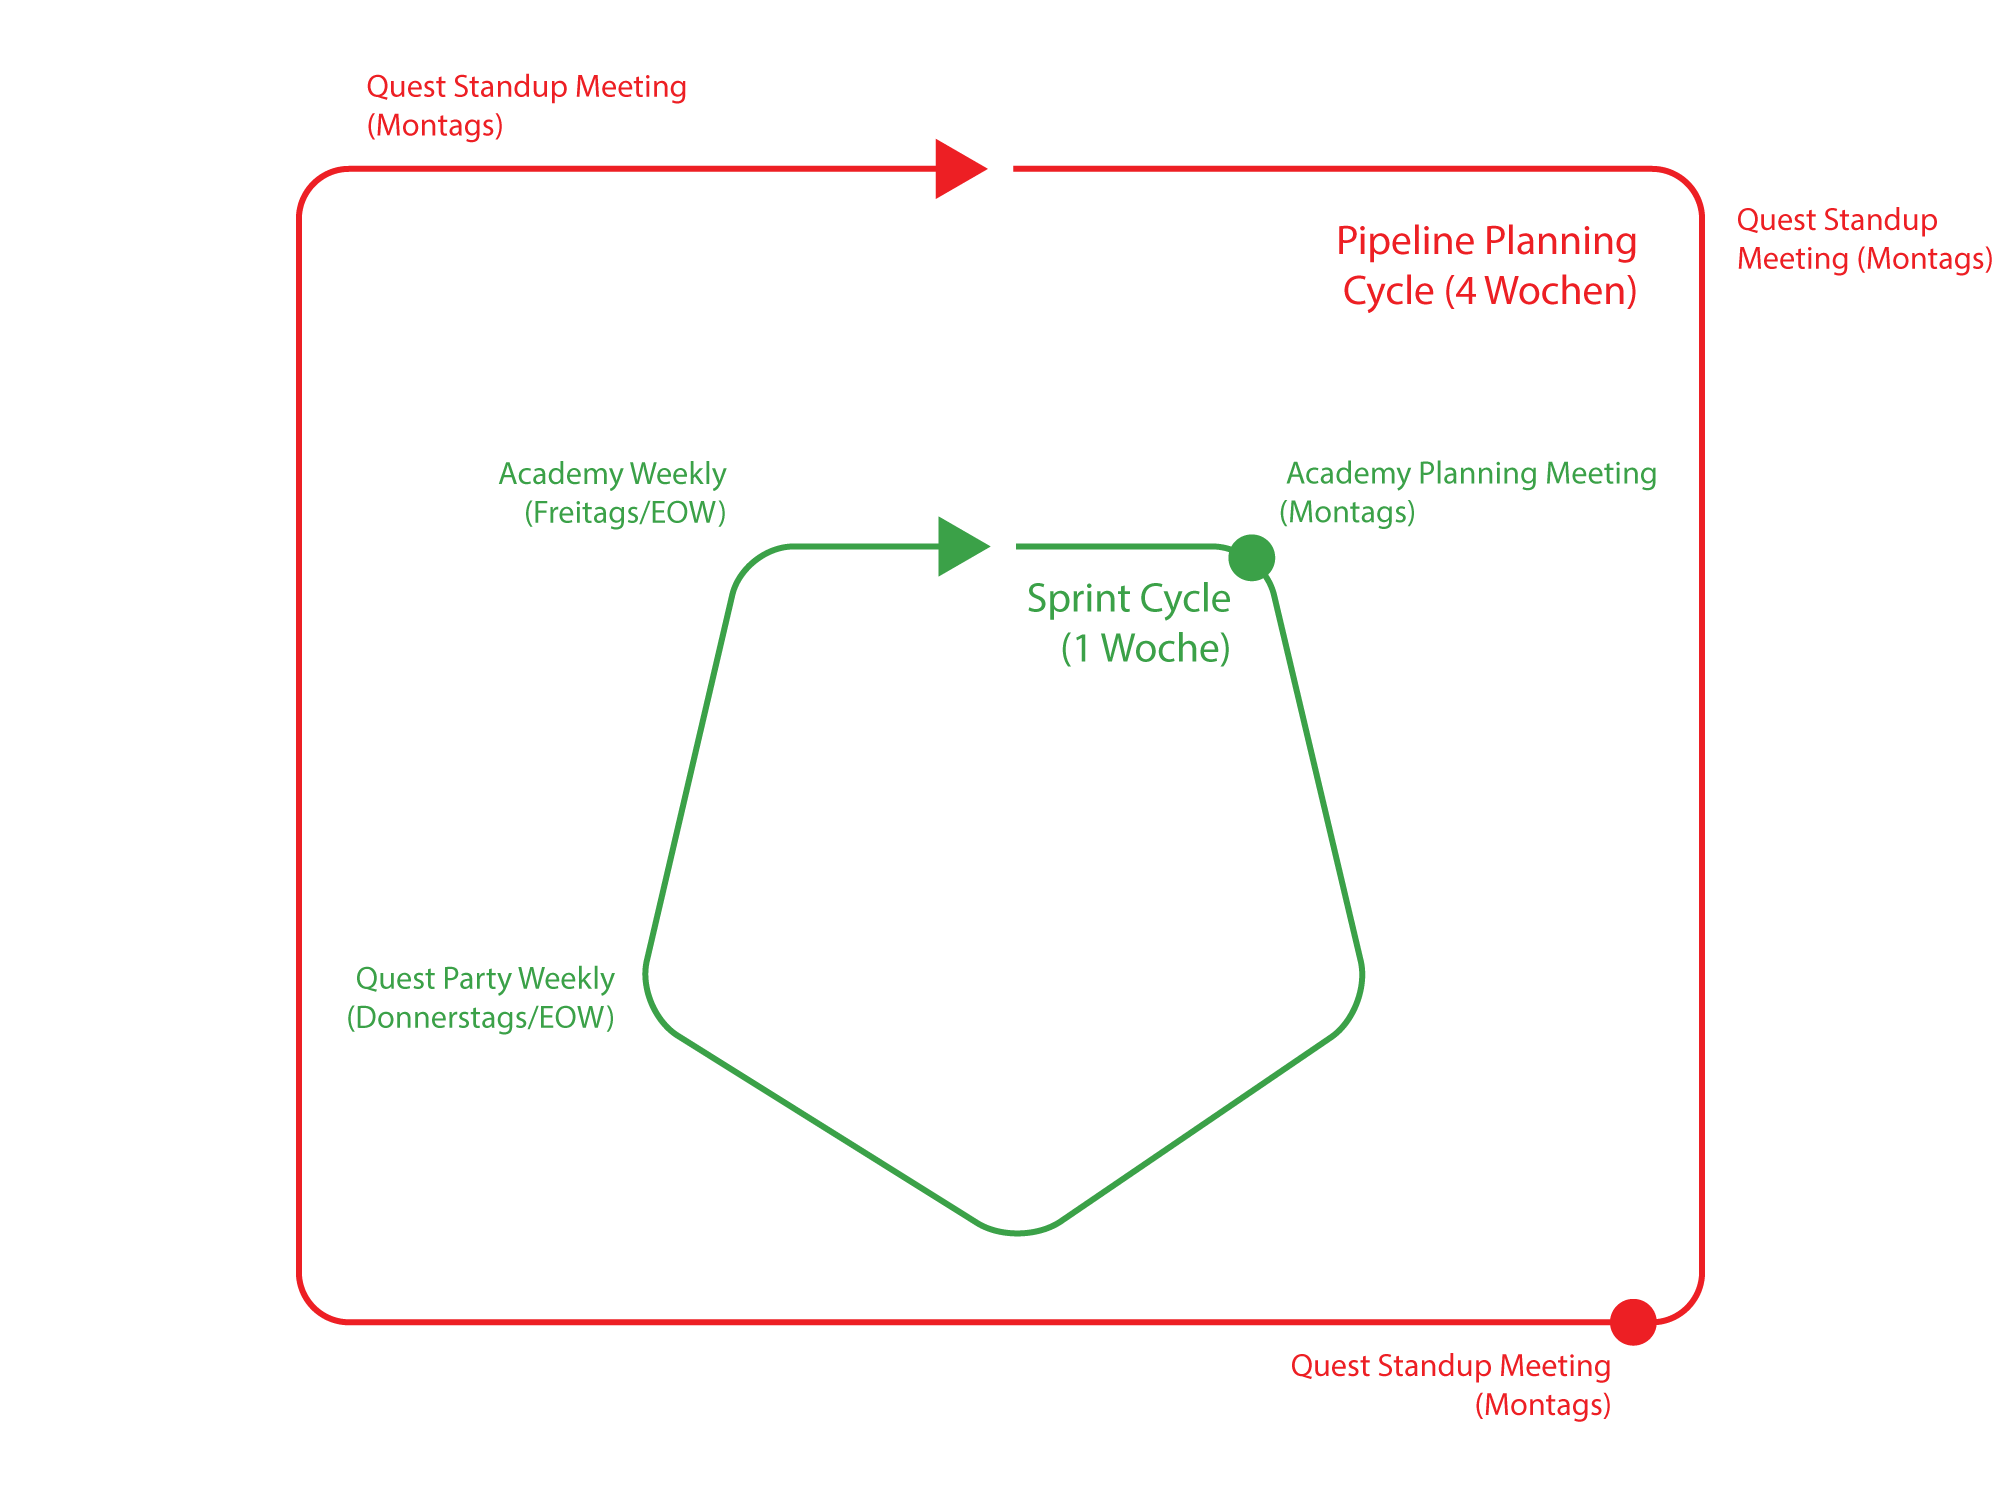 Quest Standup Meeting
(Montags)
Quest Standup
Meeting (Montags)
Pipeline Planning
Cycle (4 Wochen)
Academy Weekly
(Freitags/EOW)
Academy Planning Meeting
(Montags)
Sprint Cycle
(1 Woche)
Quest Party Weekly
(Donnerstags/EOW)
Quest Standup Meeting
(Montags)